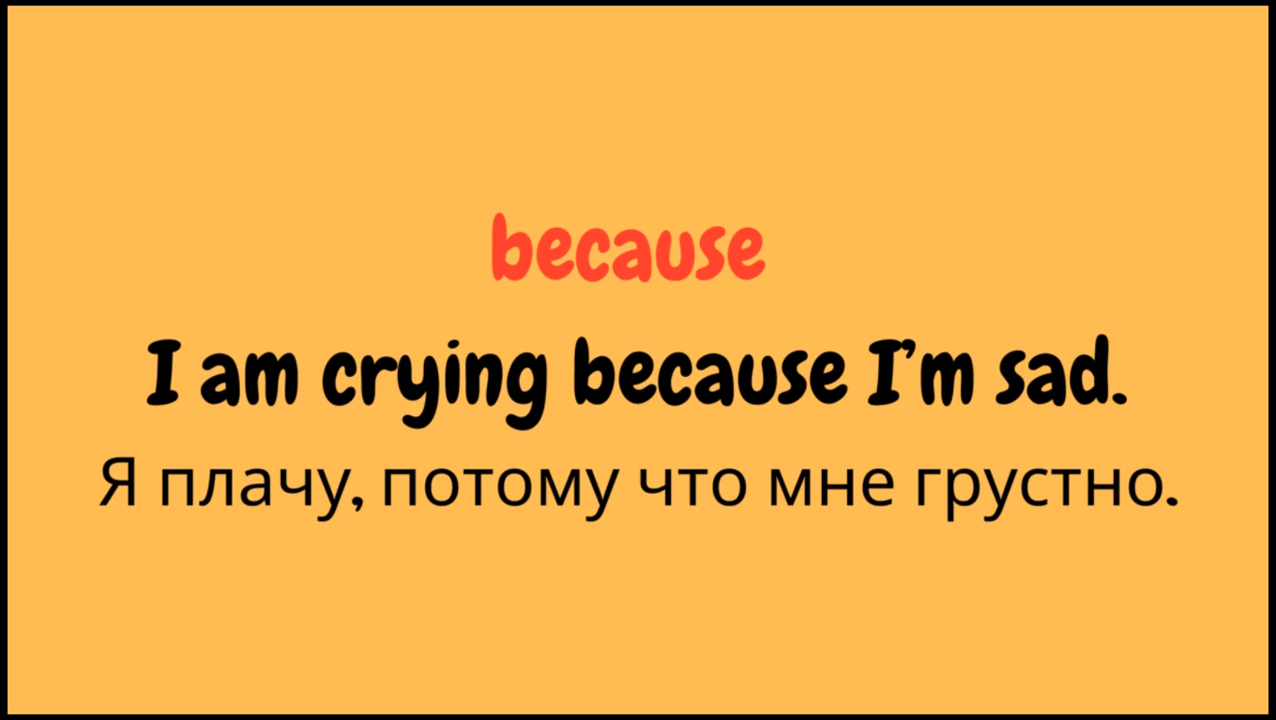 because
I am crying because I'm sad.
Я плачу, потому что мне грустно.